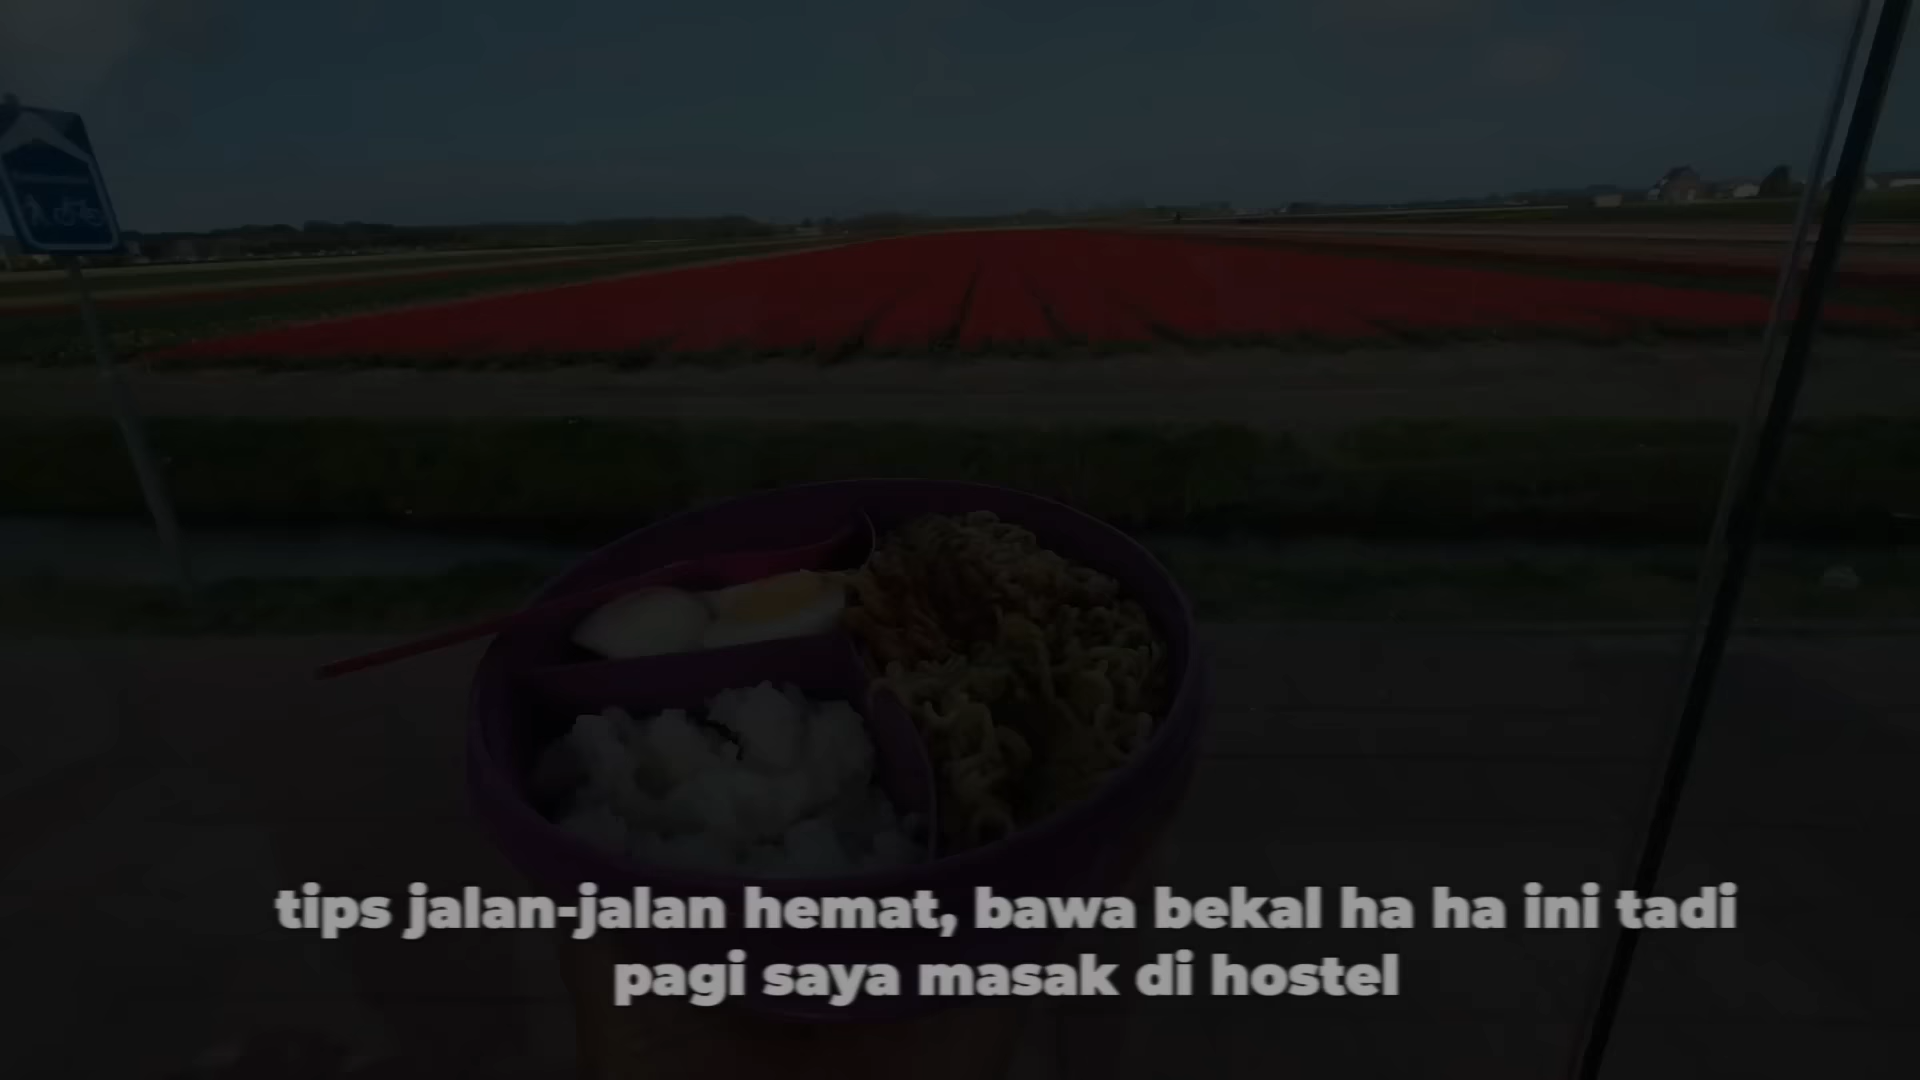 tips jalan-jalan hemat, bawa bekal ha ha ini tadi
pagi saya masak di hostel